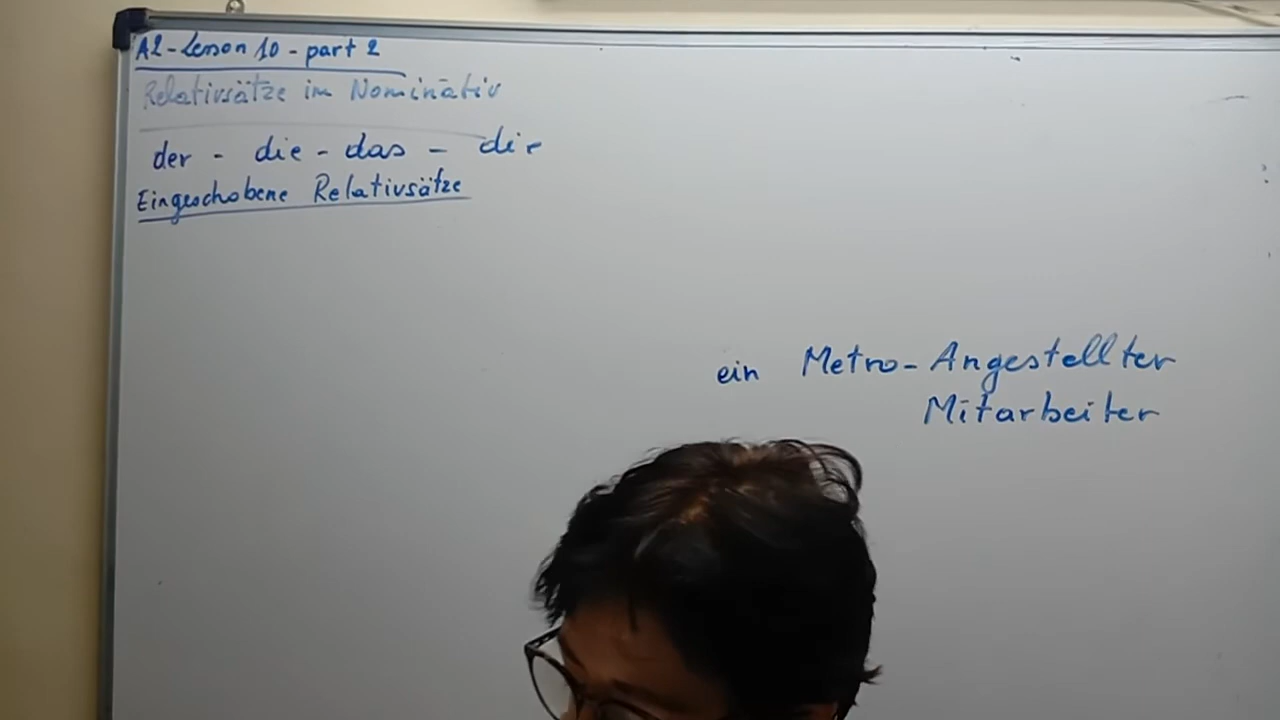 A2 - Lesson 10 - part 2
Relativsätze im Nominativ
der - die - das - die
Eingeschobene Relativsätze
ein Metro-Angestellter
Mitarbeiter